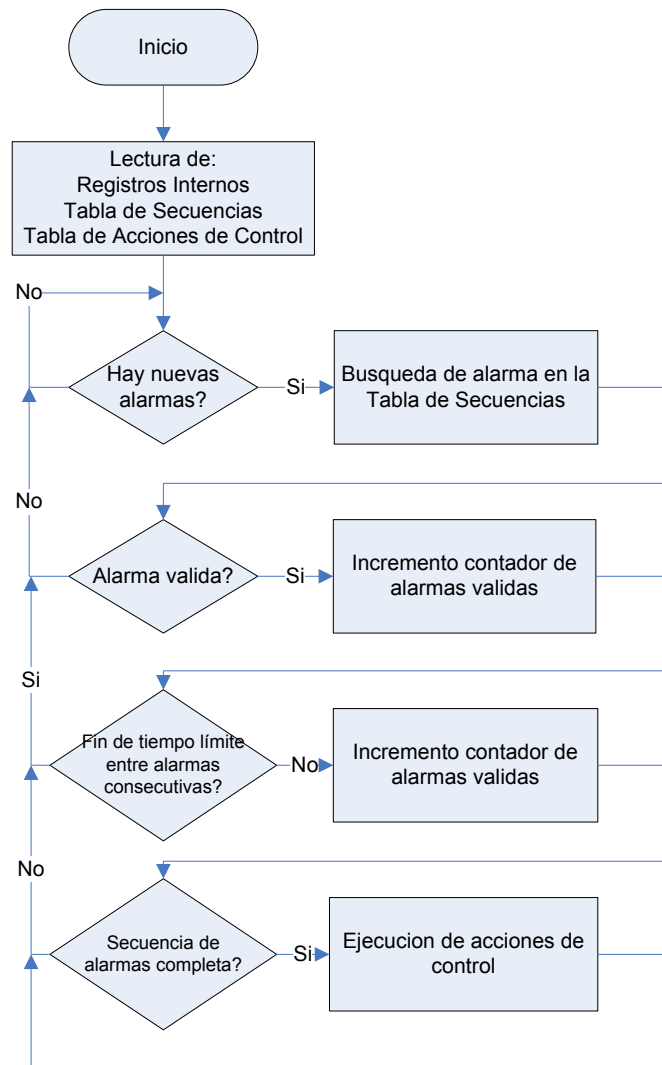 Inicio
Lectura de:
Registros Internos
Tabla de Secuencias
Tabla de Acciones de Control
No
Hay nuevas
alarmas?
Si
Busqueda de alarma en la
Tabla de Secuencias
No
Alarma valida?
Si
Incremento contador de
alarmas validas
Si
Fin de tiempo límite
entre alarmas
consecutivas?
No
Incremento contador de
alarmas validas
No
Secuencia de
alarmas completa?
Si
Ejecucion de acciones de
control